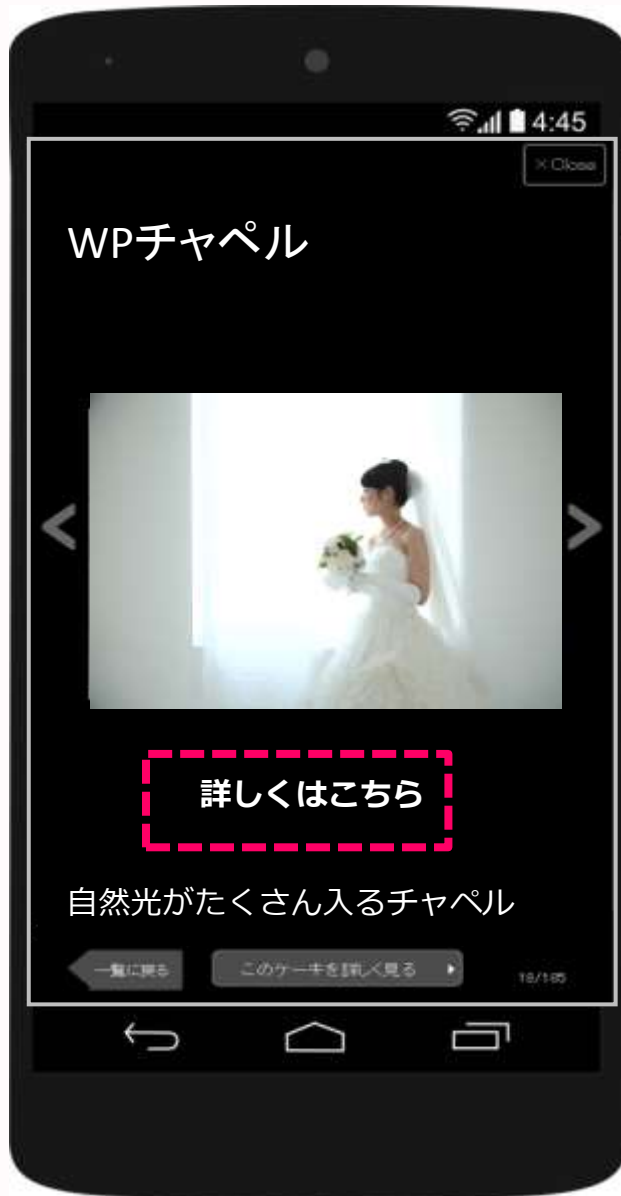 4:45
× Close
WPチャペル
詳しくはこちら
自然光がたくさん入るチャペル
一覧に戻る
このケーキを詳しく見る
18/185